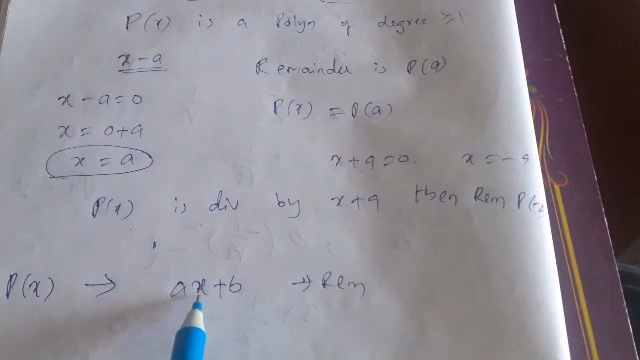 P(x) is a Polyn of degree ≥1
x-a Remainder is P(a)
x-a=0 P(x) = P(a)
x = 0+a
x = a x+a=0. x=-a
P(x) is div by x+a then Rem P(-a)
P(x) → ax+b → Rem